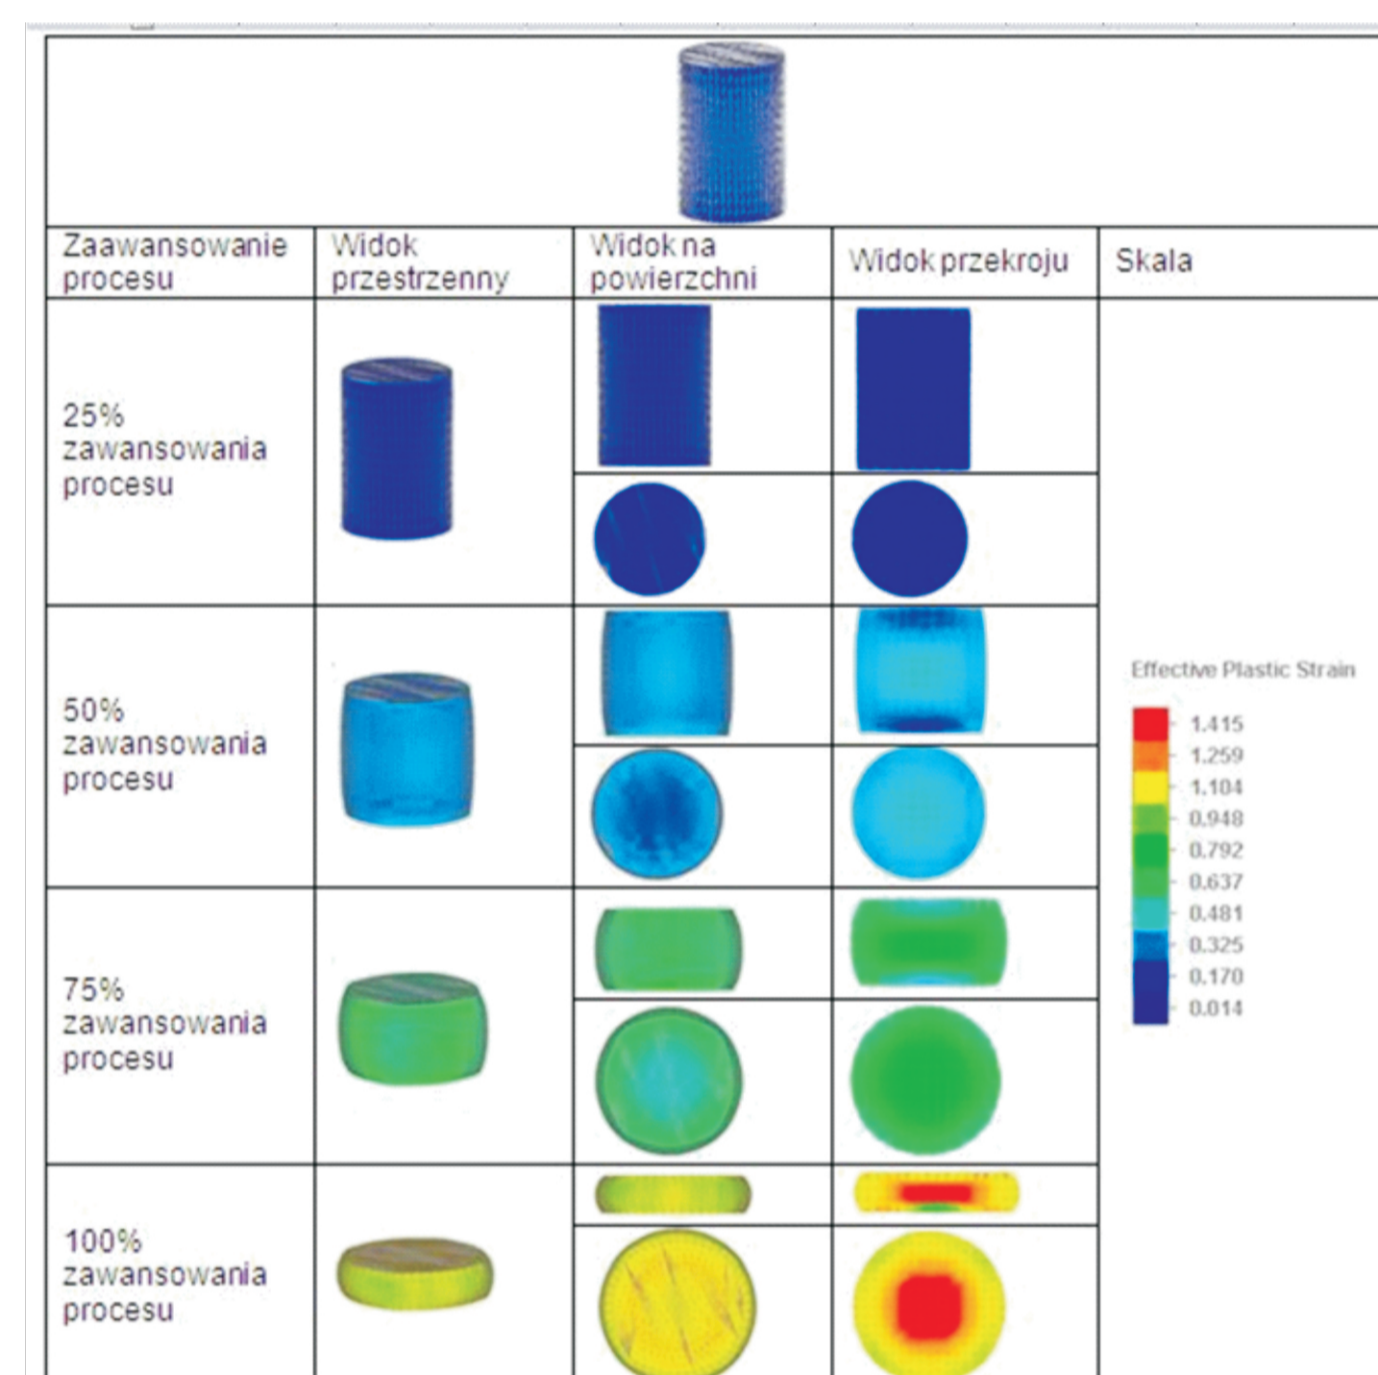 Zaawansowanie
procesu
Widok
przestrzenny
Widok na
powierzchni
Widok przekroju
Skala
25%
zawansowania
procesu
50%
zawansowania
procesu
75%
zawansowania
procesu
100%
zawansowania
procesu
Effective Plastic Strain
1.415
1.259
1.104
0.948
0.792
0.637
0.481
0.325
0.170
0.014